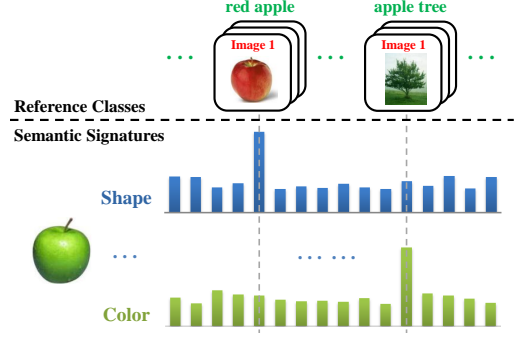 red apple
apple tree
Image 1
Image 1
Reference Classes
Semantic Signatures
Shape
Color